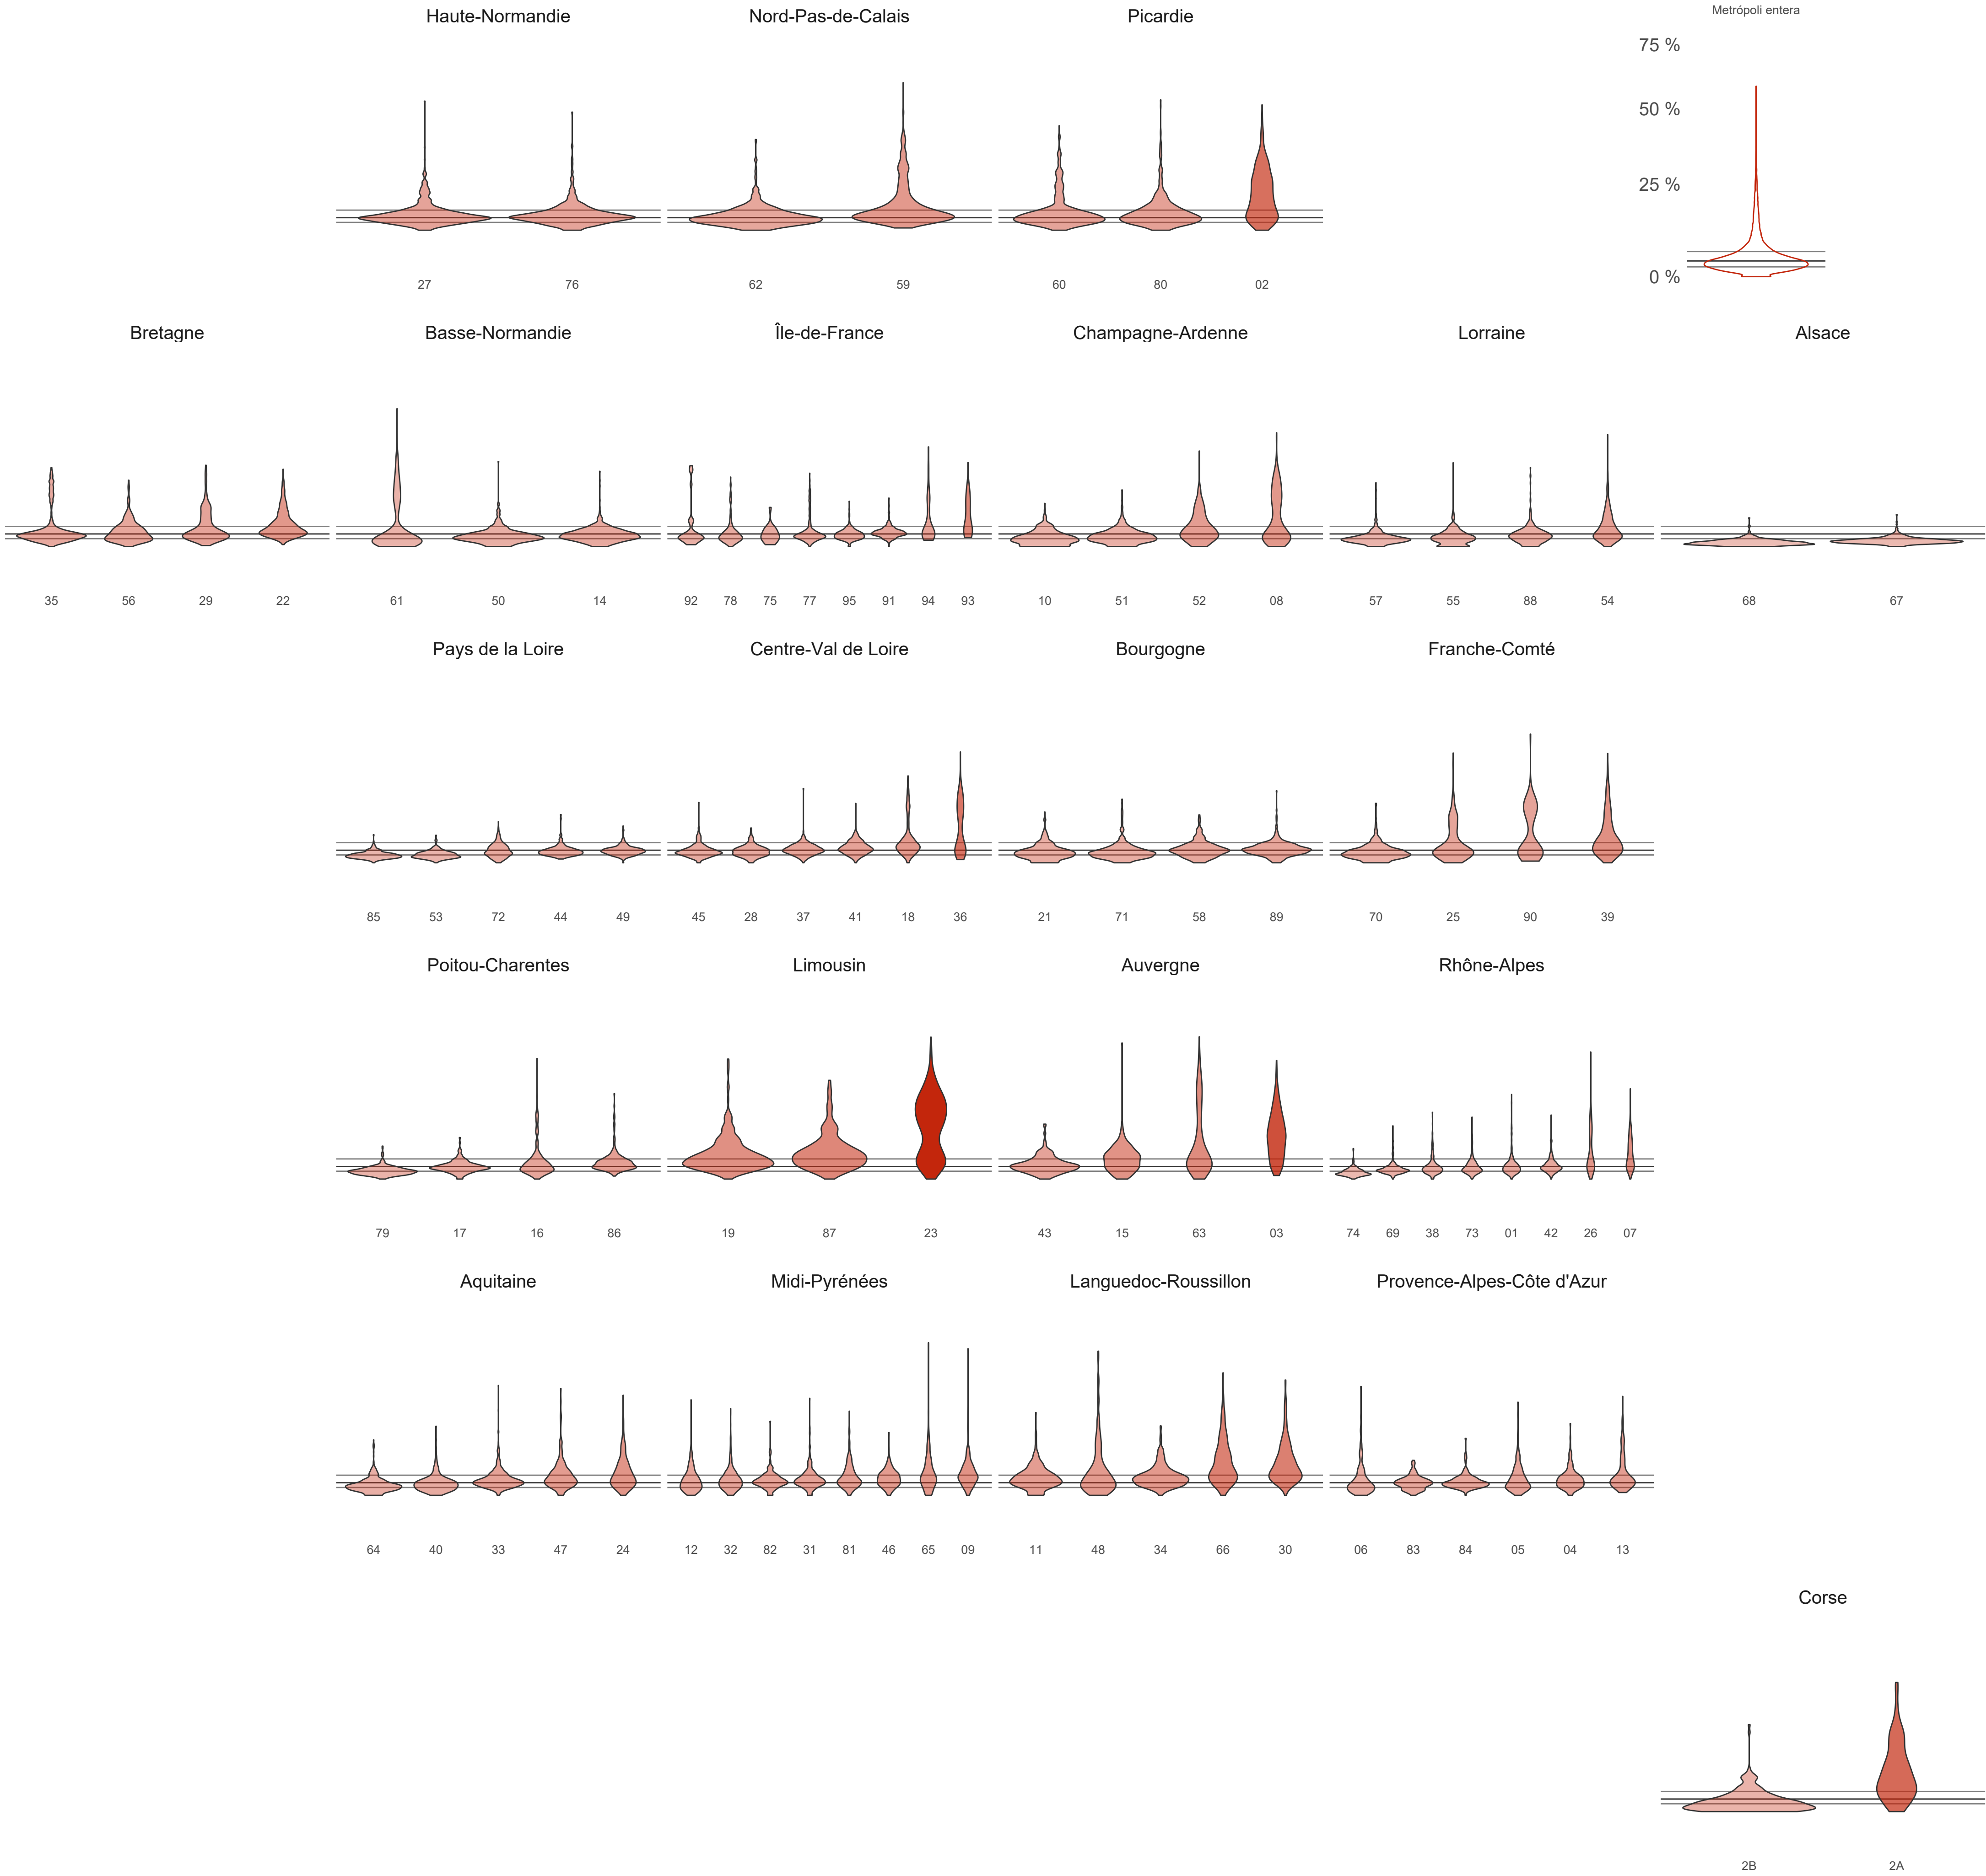 Haute-Normandie Nord-Pas-de-Calais Picardie Metrópoli entera
75 %
50 %
25 %
0 %
27 76 62 59 60 80 02
Bretagne Basse-Normandie Île-de-France Champagne-Ardenne Lorraine Alsace
35 56 29 22 61 50 14 92 78 75 77 95 91 94 93 10 51 52 08 57 55 88 54 68 67
Pays de la Loire Centre-Val de Loire Bourgogne Franche-Comté
85 53 72 44 49 45 28 37 41 18 36 21 71 58 89 70 25 90 39
Poitou-Charentes Limousin Auvergne Rhône-Alpes
79 17 16 86 19 87 23 43 15 63 03 74 69 38 73 01 42 26 07
Aquitaine Midi-Pyrénées Languedoc-Roussillon Provence-Alpes-Côte d'Azur
64 40 33 47 24 12 32 82 31 81 46 65 09 11 48 34 66 30 06 83 84 05 04 13
Corse
2B 2A